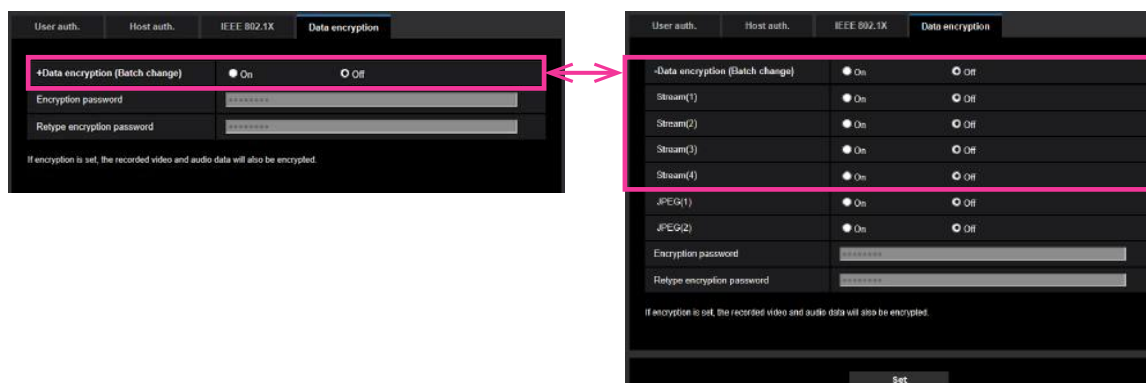 User auth. Host auth. IEEE 802.1X Data encryption
+Data encryption (Batch change) On Off
Encryption password
Retype encryption password
If encryption is set, the recorded video and audio data will also be encrypted.
User auth. Host auth. IEEE 802.1X Data encryption
-Data encryption (Batch change) On Off
Stream(1) On Off
Stream(2) On Off
Stream(3) On Off
Stream(4) On Off
JPEG(1) On Off
JPEG(2) On Off
Encryption password
Retype encryption password
If encryption is set, the recorded video and audio data will also be encrypted.
Set